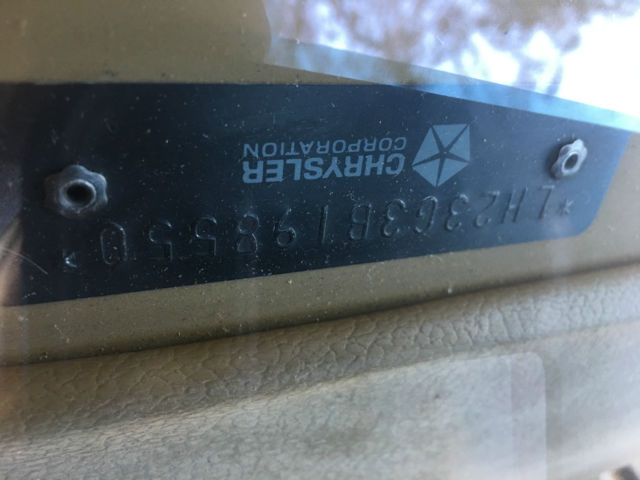 *LH23G3B198550*
CHRYSLER
CORPORATION